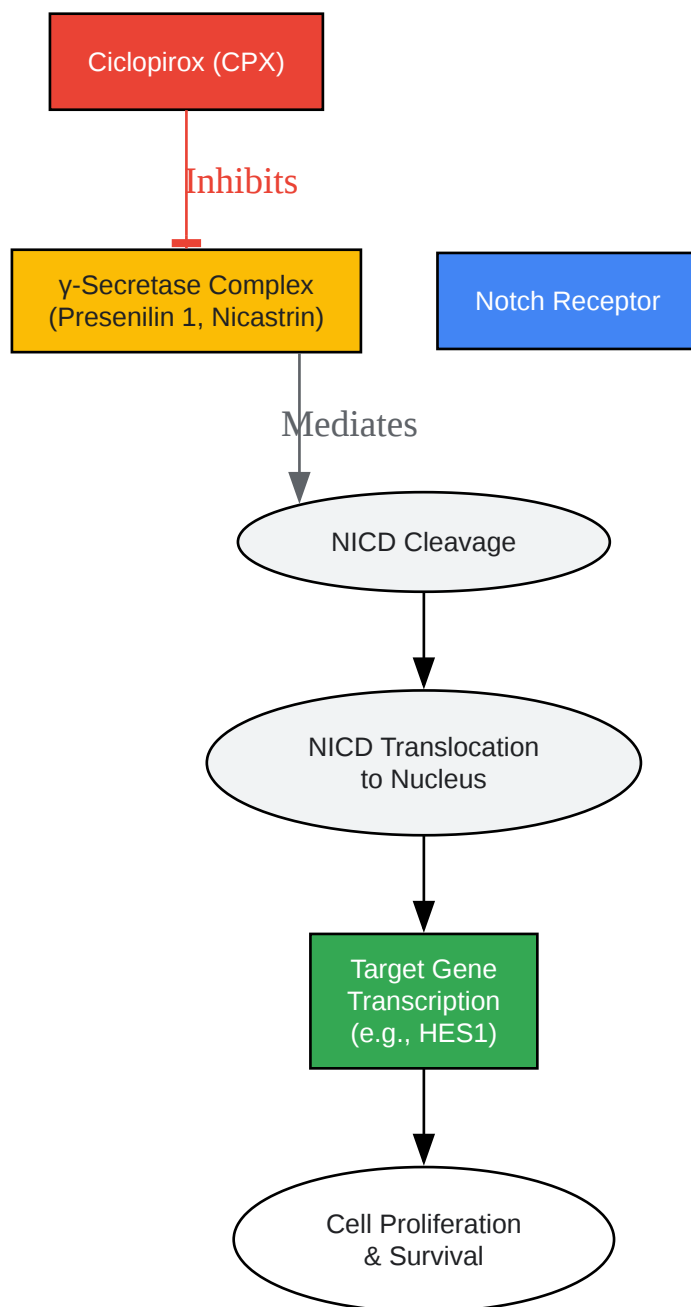 Ciclopirox (CPX)
Inhibits
γ-Secretase Complex
(Presenilin 1, Nicastrin)
Notch Receptor
Mediates
NICD Cleavage
NICD Translocation
to Nucleus
Target Gene
Transcription
(e.g., HES1)
Cell Proliferation
& Survival